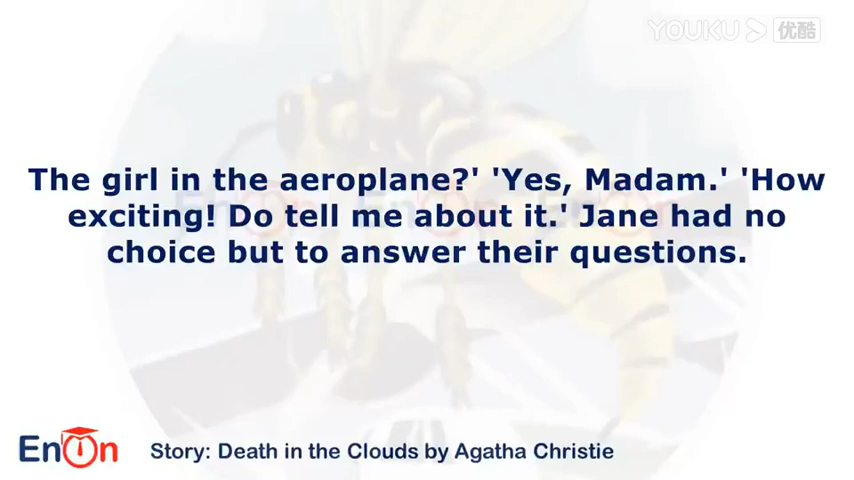 YOUKU 优酷
The girl in the aeroplane?' 'Yes, Madam.' 'How
exciting! Do tell me about it.' Jane had no
choice but to answer their questions.
EnOn
Story: Death in the Clouds by Agatha Christie